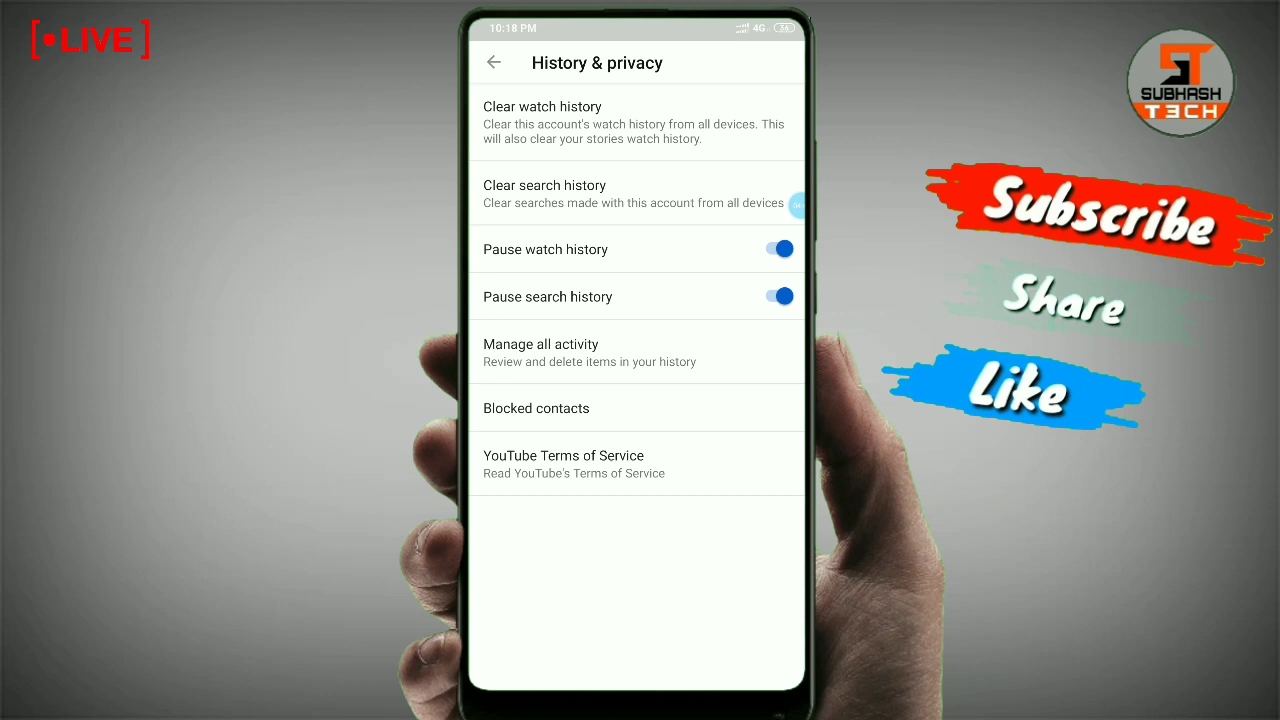 [•LIVE]
10:18 PM
4G
36
History & privacy
Clear watch history
Clear this account's watch history from all devices. This
will also clear your stories watch history.
Clear search history
Clear searches made with this account from all devices
Pause watch history
Pause search history
Manage all activity
Review and delete items in your history
Blocked contacts
YouTube Terms of Service
Read YouTube's Terms of Service
ST
SUBHASH
T3CH
Subscribe
Share
Like